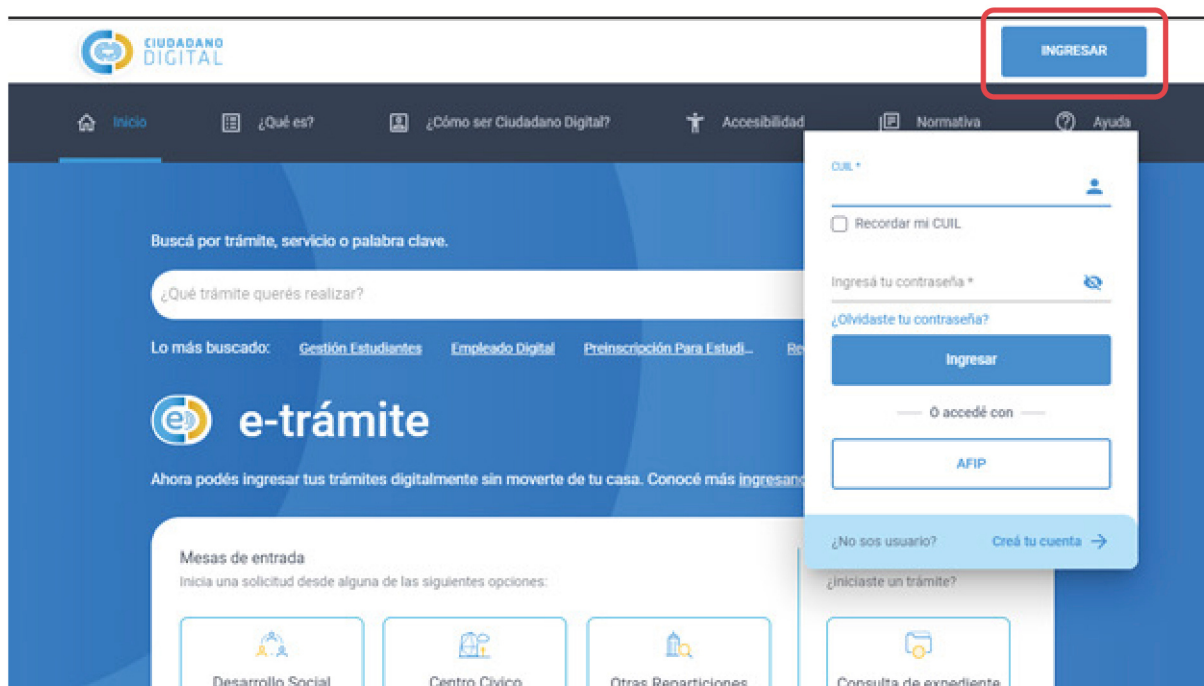 CIUDADANO
DIGITAL
INGRESAR
Inicio
¿Qué es?
¿Cómo ser Ciudadano Digital?
Accesibilidad
Normativa
Ayuda
CUIL *
Recordar mi CUIL
Ingresá tu contraseña *
¿Olvidaste tu contraseña?
Ingresar
O accedé con
AFIP
¿No sos usuario? Creá tu cuenta
Buscá por trámite, servicio o palabra clave.
¿Qué trámite querés realizar?
Lo más buscado: Gestión Estudiantes Empleado Digital Preinscripción Para Estudi...
e-trámite
Ahora podés ingresar tus trámites digitalmente sin moverte de tu casa. Conocé más ingresand
Mesas de entrada
Inicia una solicitud desde alguna de las siguientes opciones:
¿iniciaste un trámite?
Desarrollo Social
Centro Cívico
Otras Reparticiones
Consulta de expediente